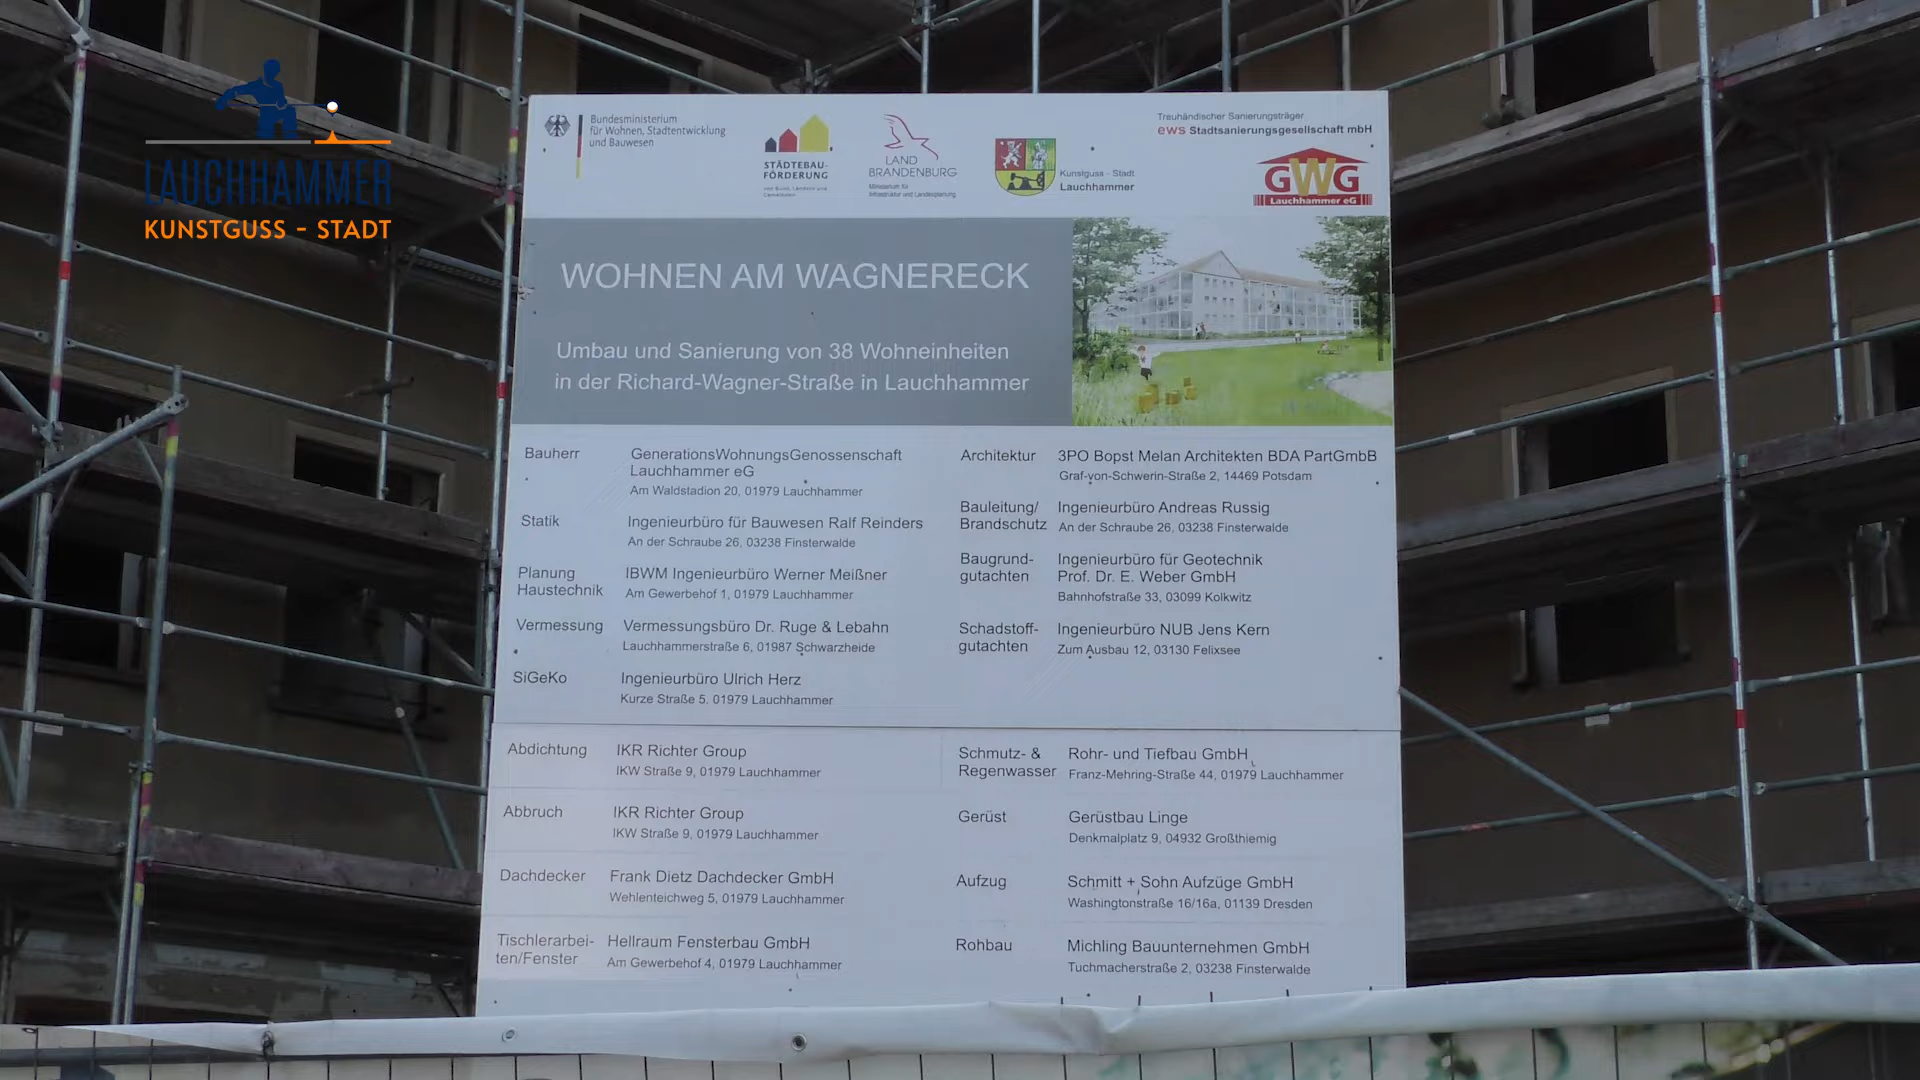 LAUCHHAMMER
KUNSTGUSS - STADT
Bundesministerium
für Wohnen, Stadtentwicklung
und Bauwesen
STÄDTEBAU-
FÖRDERUNG
von Bund, Ländern und
Gemeinden
LAND
BRANDENBURG
Ministerium für
Infrastruktur und Landesplanung
Kunstguss - Stadt
Lauchhammer
Treuhändischer Sanierungsträger
ews Stadtsanierungsgesellschaft mbH
GWG
Lauchhammer eG
WOHNEN AM WAGNERECK
Umbau und Sanierung von 38 Wohneinheiten
in der Richard-Wagner-Straße in Lauchhammer
Bauherr
GenerationsWohnungsGenossenschaft
Lauchhammer eG
Am Waldstadion 20, 01979 Lauchhammer
Statik
Ingenieurbüro für Bauwesen Ralf Reinders
An der Schraube 26, 03238 Finsterwalde
Planung
Haustechnik
IBWM Ingenieurbüro Werner Meißner
Am Gewerbehof 1, 01979 Lauchhammer
Vermessung
Vermessungsbüro Dr. Ruge & Lebahn
Lauchhammerstraße 6, 01987 Schwarzheide
SiGeKo
Ingenieurbüro Ulrich Herz
Kurze Straße 5. 01979 Lauchhammer
Architektur
3PO Bopst Melan Architekten BDA PartGmbB
Graf-von-Schwerin-Straße 2, 14469 Potsdam
Bauleitung/
Brandschutz
Ingenieurbüro Andreas Russig
An der Schraube 26, 03238 Finsterwalde
Baugrund-
gutachten
Ingenieurbüro für Geotechnik
Prof. Dr. E. Weber GmbH
Bahnhofstraße 33, 03099 Kolkwitz
Schadstoff-
gutachten
Ingenieurbüro NUB Jens Kern
Zum Ausbau 12, 03130 Felixsee
Abdichtung
IKR Richter Group
IKW Straße 9, 01979 Lauchhammer
Abbruch
IKR Richter Group
IKW Straße 9, 01979 Lauchhammer
Dachdecker
Frank Dietz Dachdecker GmbH
Wehlenteichweg 5, 01979 Lauchhammer
Tischlerarbei-
ten/Fenster
Hellraum Fensterbau GmbH
Am Gewerbehof 4, 01979 Lauchhammer
Schmutz- &
Regenwasser
Rohr- und Tiefbau GmbH
Franz-Mehring-Straße 44, 01979 Lauchhammer
Gerüst
Gerüstbau Linge
Denkmalplatz 9, 04932 Großthiemig
Aufzug
Schmitt + Sohn Aufzüge GmbH
Washingtonstraße 16/16a, 01139 Dresden
Rohbau
Michling Bauunternehmen GmbH
Tuchmacherstraße 2, 03238 Finsterwalde